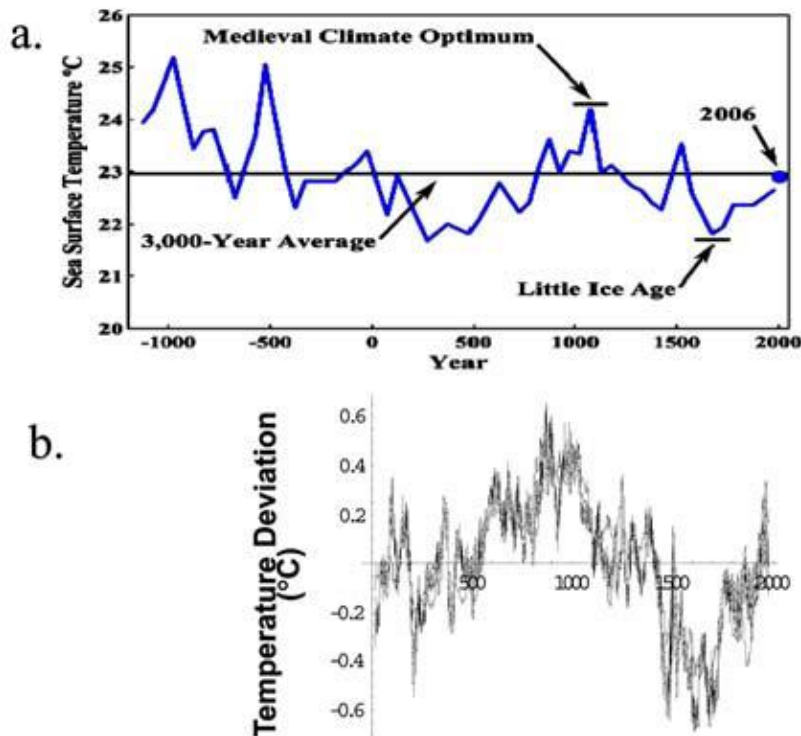 a.
26
25
24
23
22
21
20
Sea Surface Temperature °C
Medieval Climate Optimum
2006
3,000-Year Average
Little Ice Age
-1000
-500
0
500
1000
1500
2000
Year
b.
Temperature Deviation
(°C)
0.6
0.4
0.2
-0.2
-0.4
-0.6
500
1000
1500
2000